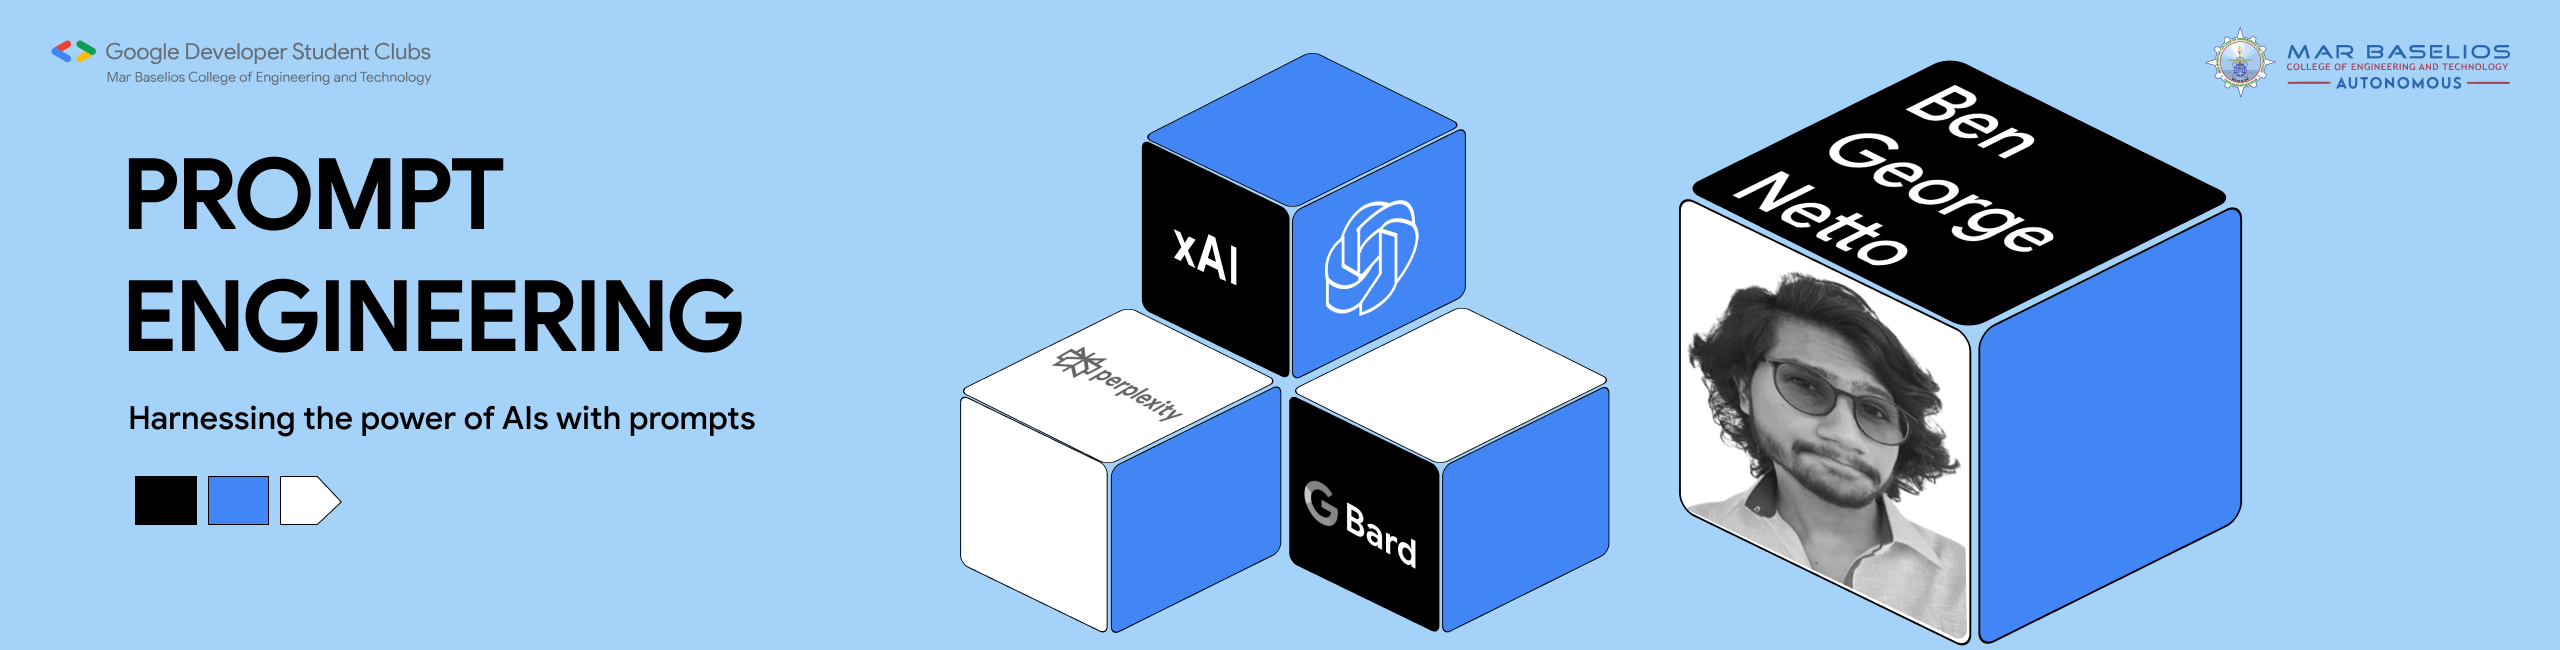 Google Developer Student Clubs
Mar Baselios College of Engineering and Technology
MAR BASELIOS
COLLEGE OF ENGINEERING AND TECHNOLOGY
AUTONOMOUS
PROMPT
ENGINEERING
Harnessing the power of AIs with prompts
xAI
perplexity
G Bard
Ben
George
Netto